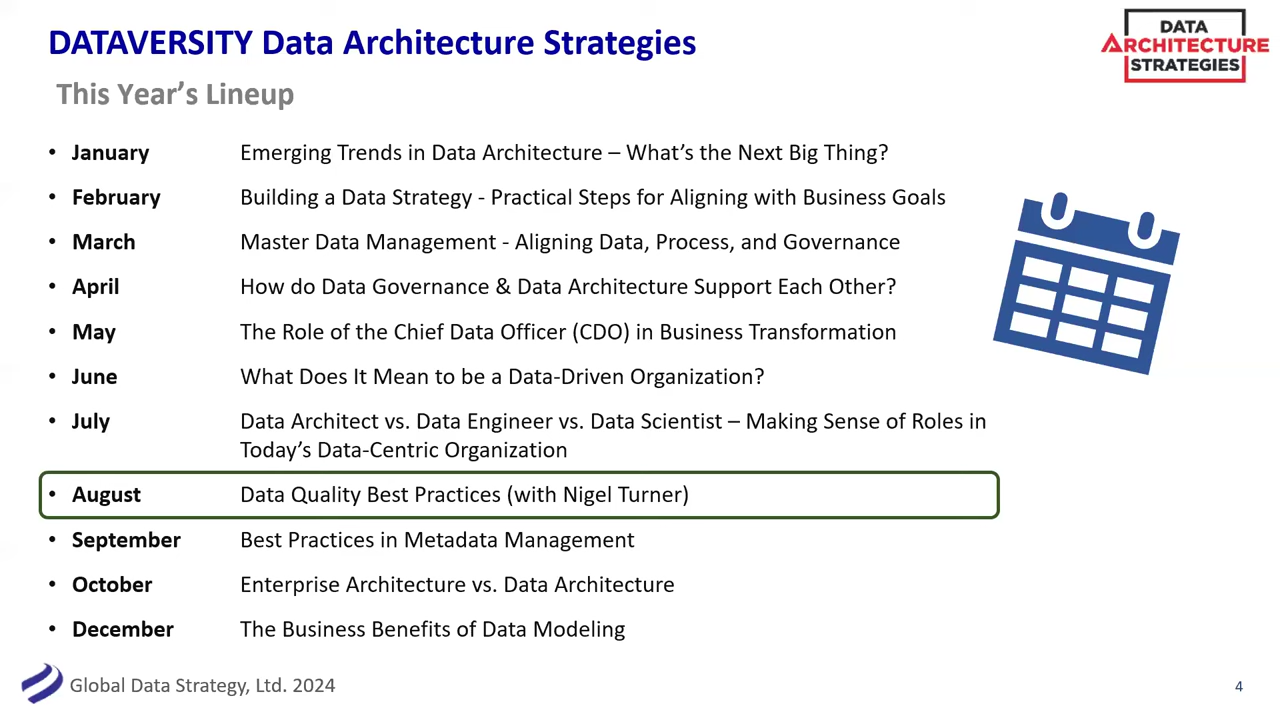 DATAVERSITY Data Architecture Strategies
DATA
ARCHITECTURE
STRATEGIES
This Year's Lineup
• January Emerging Trends in Data Architecture – What's the Next Big Thing?
• February Building a Data Strategy - Practical Steps for Aligning with Business Goals
• March Master Data Management - Aligning Data, Process, and Governance
• April How do Data Governance & Data Architecture Support Each Other?
• May The Role of the Chief Data Officer (CDO) in Business Transformation
• June What Does It Mean to be a Data-Driven Organization?
• July Data Architect vs. Data Engineer vs. Data Scientist – Making Sense of Roles in
Today's Data-Centric Organization
• August Data Quality Best Practices (with Nigel Turner)
• September Best Practices in Metadata Management
• October Enterprise Architecture vs. Data Architecture
• December The Business Benefits of Data Modeling
Global Data Strategy, Ltd. 2024
4